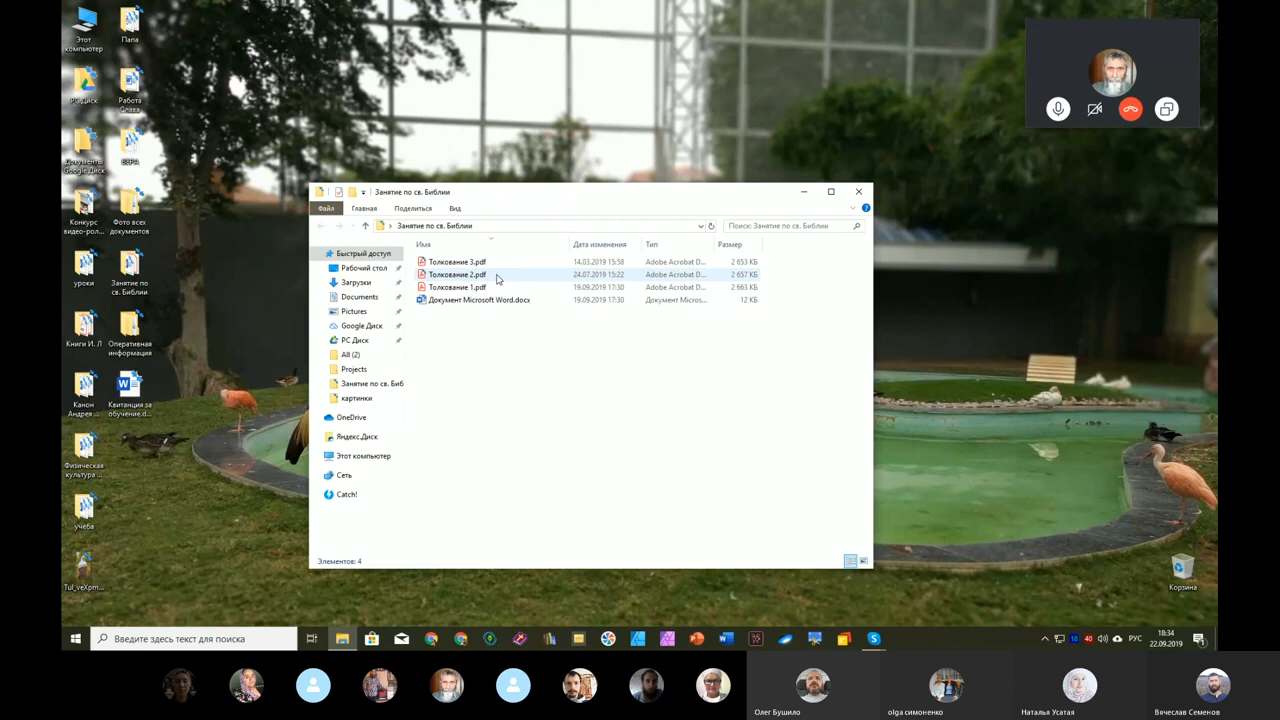 Этот компьютер
Папа
РС Диск
Работа Слава
Документы Google Диск
ВЕРА
Конкурс видео-рол...
Фото всех документов
уроки
Занятие по св. Библии
Книги И. Л
Оперативная информация
Канон Андрея ...
Квитанция за обучение.d...
Физическая культура ...
учеба
Tul_veXpm...
Корзина
Занятие по св. Библии
Файл Главная Поделиться Вид
Занятие по св. Библии
Поиск: Занятие по св. Библии
Имя Дата изменения Тип Размер
Толкование 3.pdf 14.03.2019 15:58 Adobe Acrobat D... 2 653 КБ
Толкование 2.pdf 24.07.2019 15:22 Adobe Acrobat D... 2 657 КБ
Толкование 1.pdf 19.09.2019 17:30 Adobe Acrobat D... 2 663 КБ
Документ Microsoft Word.docx 19.09.2019 17:30 Документ Micros... 12 КБ
Быстрый доступ
Рабочий стол
Загрузки
Documents
Pictures
Google Диск
РС Диск
All (2)
Projects
Занятие по св. Биб
картинки
OneDrive
Яндекс.Диск
Этот компьютер
Сеть
Catch!
Элементов: 4
Введите здесь текст для поиска
18 40 РУС
18:34
22.09.2019
Олег Бушило
olga симоненко
Наталья Усатая
Вячеслав Семенов